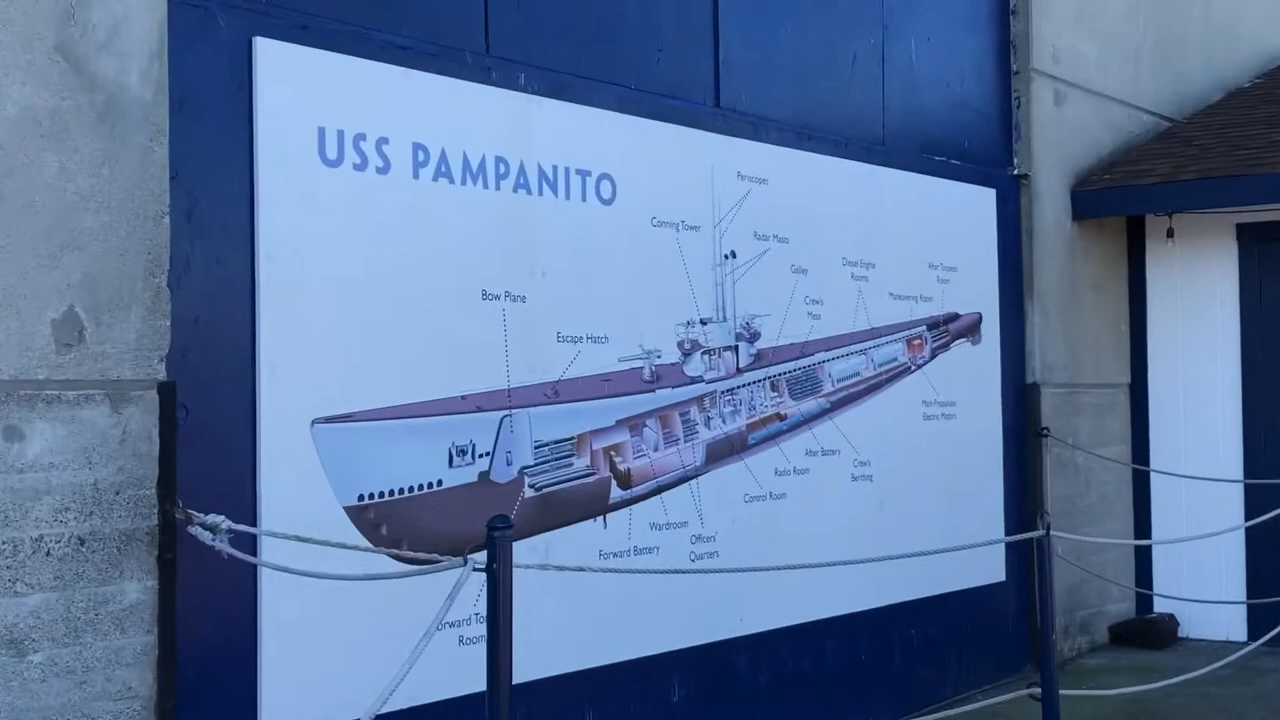 USS PAMPANITO
Periscopes
Conning Tower
Radar Masts
Galley
Diesel Engine
Rooms
After Torpedo
Room
Crew's
Mess
Maneuvering Room
Bow Plane
Escape Hatch
Main Propulsion
Electric Motors
After Battery
Crew's
Berthing
Radio Room
Control Room
Wardroom
Officers'
Quarters
Forward Battery
orward To
Room